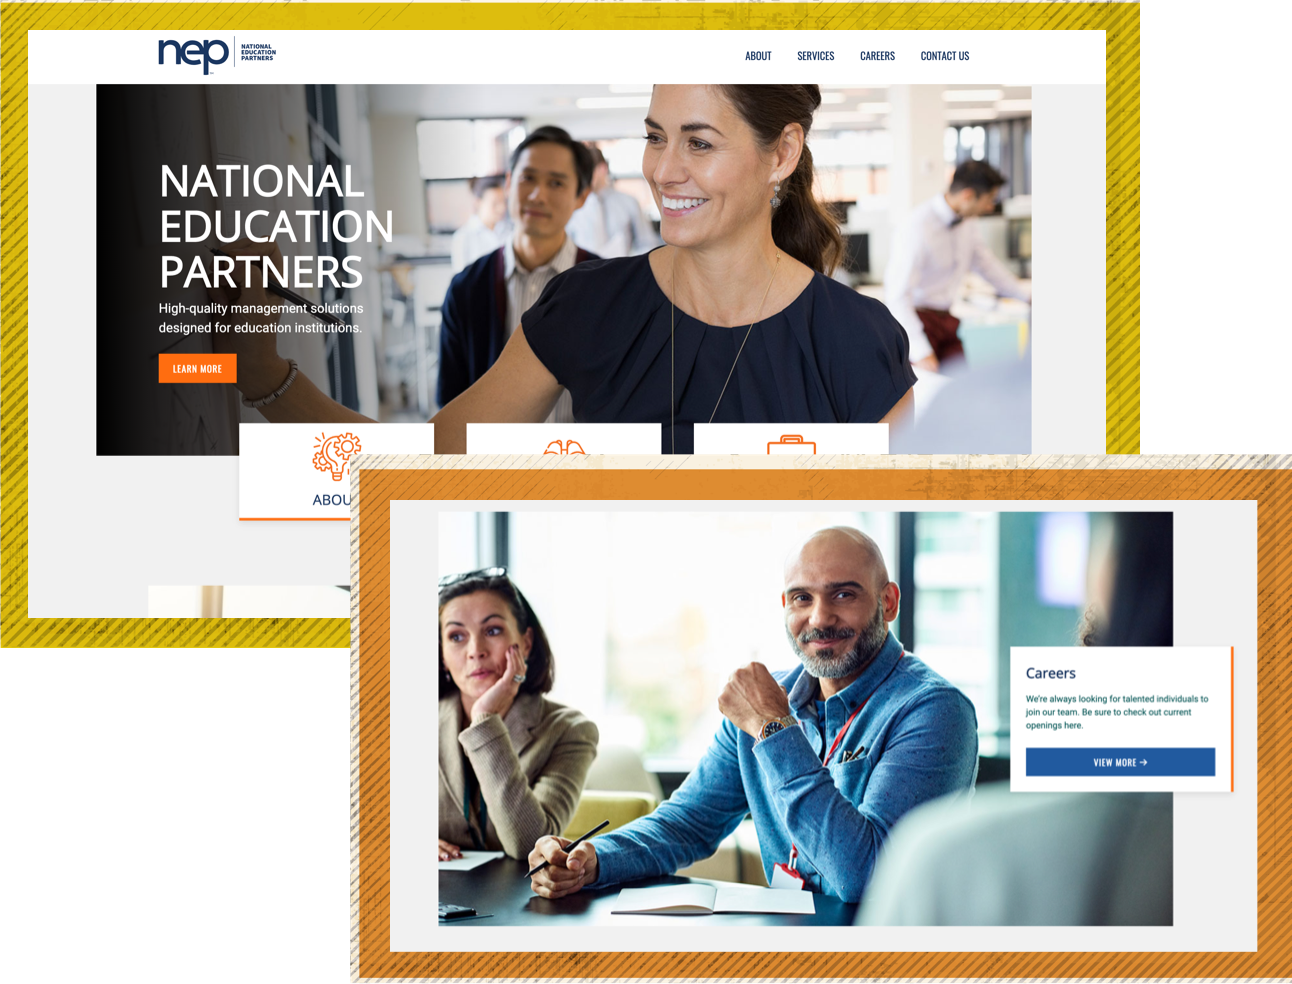 nep
NATIONAL
EDUCATION
PARTNERS
ABOUT
SERVICES
CAREERS
CONTACT US
NATIONAL
EDUCATION
PARTNERS
High-quality management solutions
designed for education institutions.
LEARN MORE
ABOU
Careers
We're always looking for talented individuals to
join our team. Be sure to check out current
openings here.
VIEW MORE →